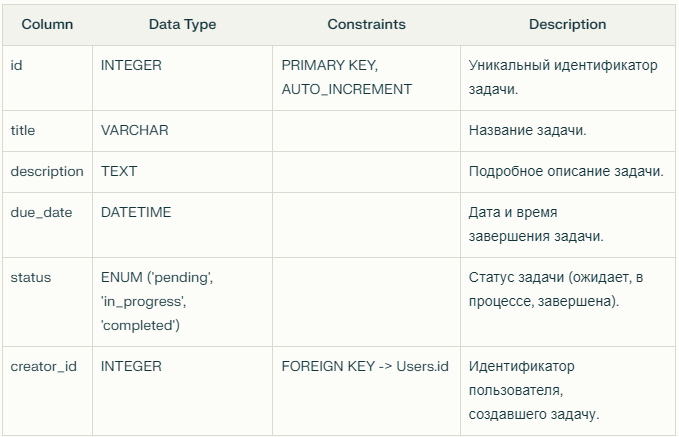 Column Data Type Constraints Description
id INTEGER PRIMARY KEY, Уникальный идентификатор
AUTO_INCREMENT задачи.
title VARCHAR Название задачи.
description TEXT Подробное описание задачи.
due_date DATETIME Дата и время
завершения задачи.
status ENUM ('pending', Статус задачи (ожидает, в
'in_progress', процессе, завершена).
'completed')
creator_id INTEGER FOREIGN KEY -> Users.id Идентификатор
пользователя,
создавшего задачу.